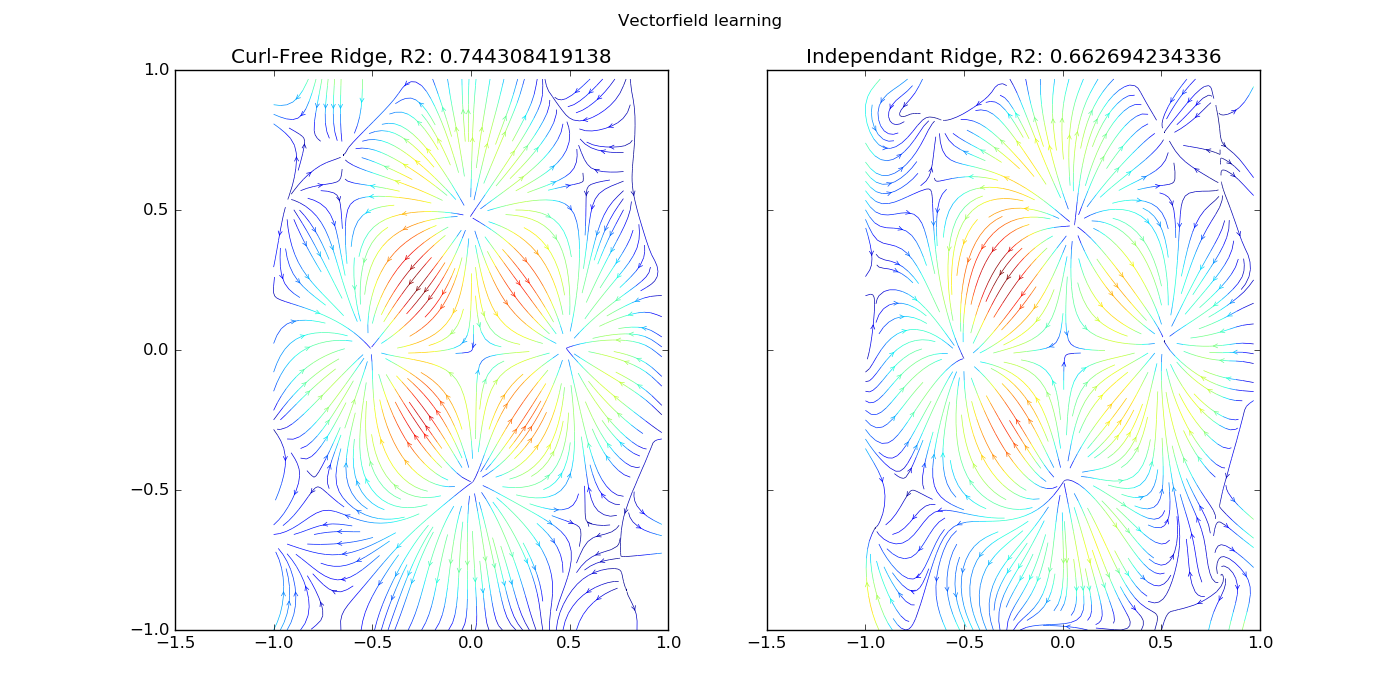 Vectorfield learning
Curl-Free Ridge, R2: 0.744308419138
Independant Ridge, R2: 0.662694234336
1.0
0.5
0.0
−0.5
−1.0
−1.5 −1.0 −0.5 0.0 0.5 1.0
−1.5 −1.0 −0.5 0.0 0.5 1.0